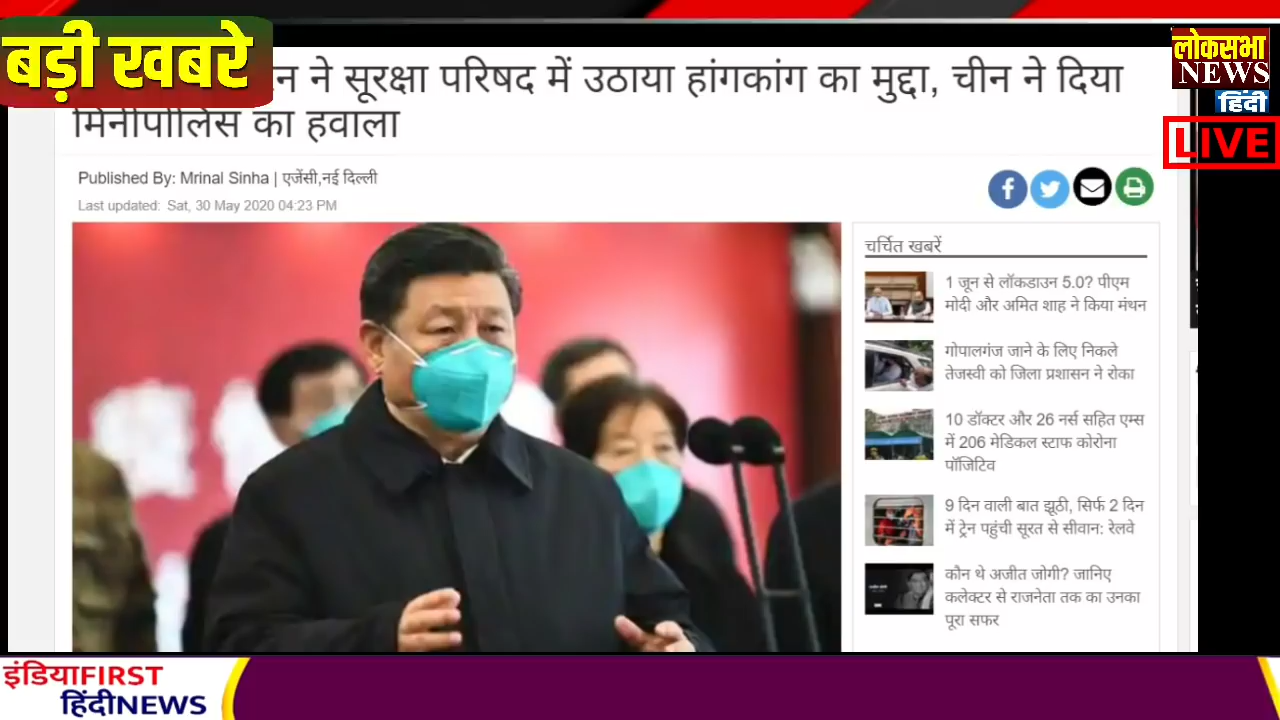 बड़ी खबरे
न ने सूरक्षा परिषद में उठाया हांगकांग का मुद्दा, चीन ने दिया
मिनीपोलिस का हवाला
लोकसभा
NEWS
हिंदी
LIVE
Published By: Mrinal Sinha | एजेंसी,नई दिल्ली
Last updated: Sat, 30 May 2020 04:23 PM
चर्चित खबरें
1 जून से लॉकडाउन 5.0? पीएम
मोदी और अमित शाह ने किया मंथन
गोपालगंज जाने के लिए निकले
तेजस्वी को जिला प्रशासन ने रोका
10 डॉक्टर और 26 नर्स सहित एम्स
में 206 मेडिकल स्टाफ कोरोना
पॉजिटिव
9 दिन वाली बात झूठी, सिर्फ 2 दिन
में ट्रेन पहुंची सूरत से सीवान: रेलवे
कौन थे अजीत जोगी? जानिए
कलेक्टर से राजनेता तक का उनका
पूरा सफर
इंडियाFIRST
हिंदीNEWS